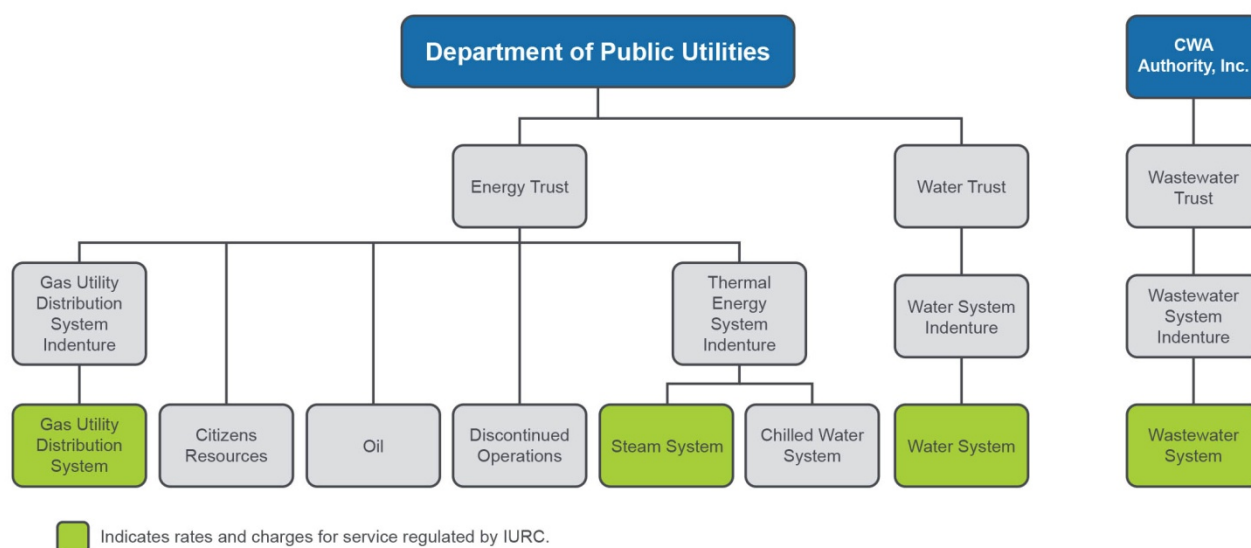 Department of Public Utilities
CWA
Authority, Inc.
Energy Trust
Water Trust
Wastewater
Trust
Gas Utility
Distribution
System
Indenture
Thermal
Energy
System
Indenture
Water System
Indenture
Wastewater
System
Indenture
Gas Utility
Distribution
System
Citizens
Resources
Oil
Discontinued
Operations
Steam System
Chilled Water
System
Water System
Wastewater
System
Indicates rates and charges for service regulated by IURC.